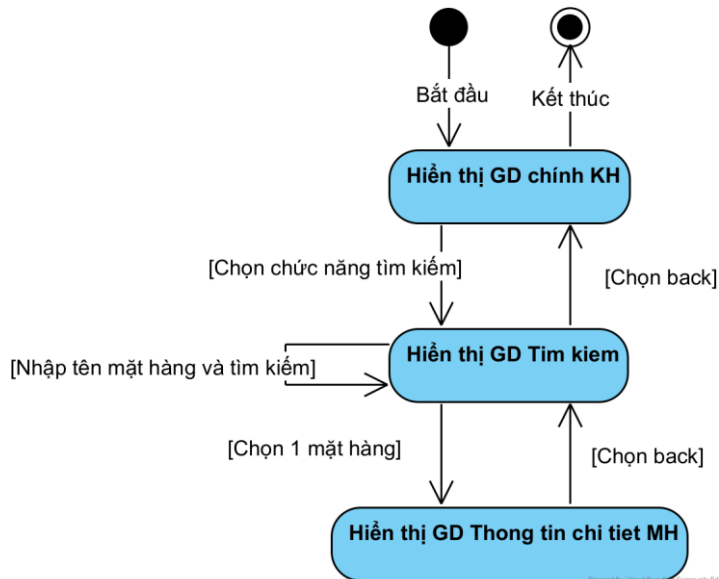 Bắt đầu
Kết thúc
Hiển thị GD chính KH
[Chọn chức năng tìm kiếm]
[Chọn back]
Hiển thị GD Tim kiem
[Nhập tên mặt hàng và tìm kiếm]
[Chọn 1 mặt hàng]
[Chọn back]
Hiển thị GD Thong tin chi tiet MH